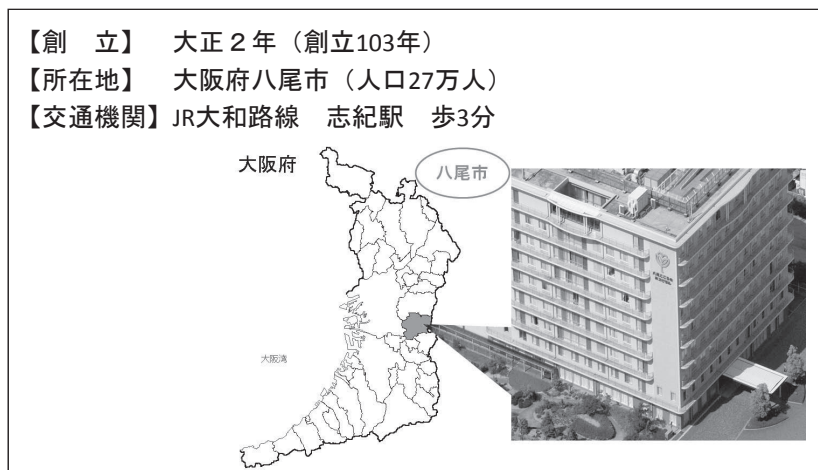 【創　立】　大正２年（創立103年）
【所在地】　大阪府八尾市（人口27万人）
【交通機関】JR大和路線　志紀駅　歩3分
大阪府
八尾市
大阪湾